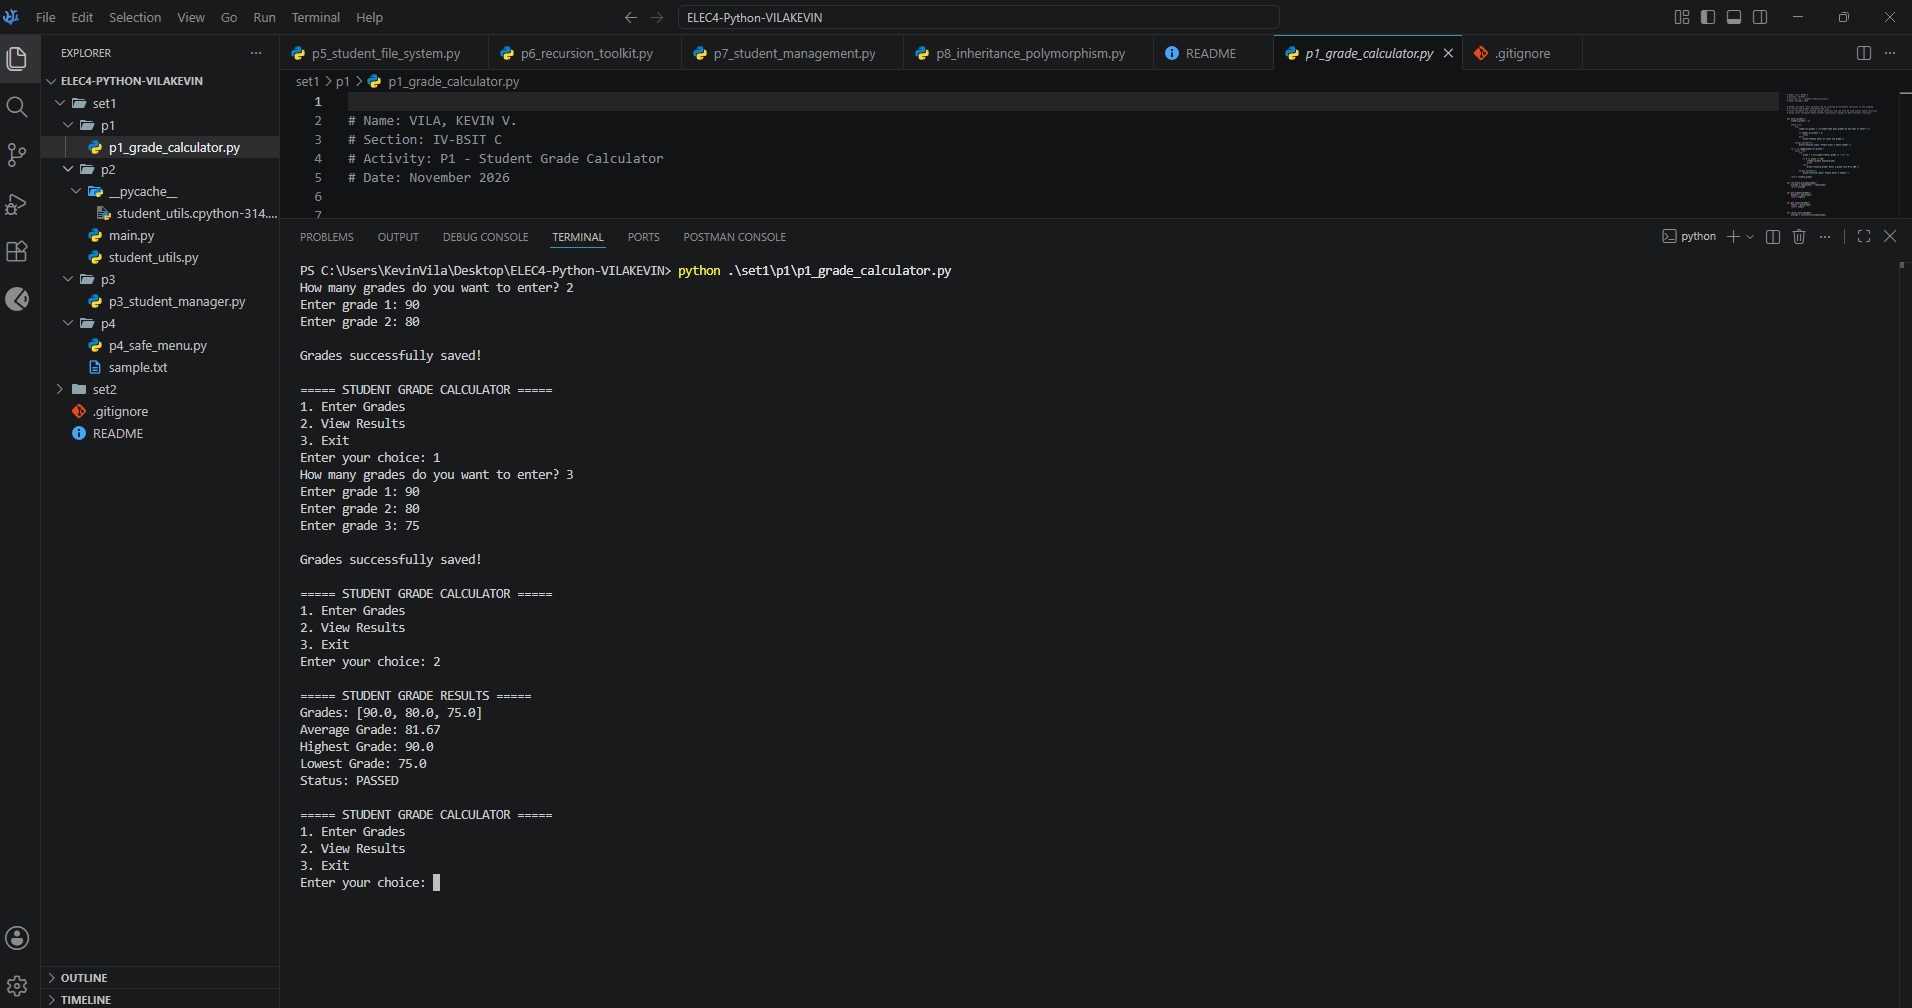 File Edit Selection View Go Run Terminal Help
ELEC4-Python-VILAKEVIN
EXPLORER
ELEC4-PYTHON-VILAKEVIN
set1
p1
p1_grade_calculator.py
p2
__pycache__
student_utils.cpython-314....
main.py
student_utils.py
p3
p3_student_manager.py
p4
p4_safe_menu.py
sample.txt
set2
.gitignore
README
OUTLINE
TIMELINE
p5_student_file_system.py p6_recursion_toolkit.py p7_student_management.py p8_inheritance_polymorphism.py README p1_grade_calculator.py .gitignore
set1 > p1 > p1_grade_calculator.py
1
2 # Name: VILA, KEVIN V.
3 # Section: IV-BSIT C
4 # Activity: P1 - Student Grade Calculator
5 # Date: November 2026
6
7
PROBLEMS OUTPUT DEBUG CONSOLE TERMINAL PORTS POSTMAN CONSOLE
python
PS C:\Users\KevinVila\Desktop\ELEC4-Python-VILAKEVIN> python .\set1\p1\p1_grade_calculator.py
How many grades do you want to enter? 2
Enter grade 1: 90
Enter grade 2: 80
Grades successfully saved!
===== STUDENT GRADE CALCULATOR =====
1. Enter Grades
2. View Results
3. Exit
Enter your choice: 1
How many grades do you want to enter? 3
Enter grade 1: 90
Enter grade 2: 80
Enter grade 3: 75
Grades successfully saved!
===== STUDENT GRADE CALCULATOR =====
1. Enter Grades
2. View Results
3. Exit
Enter your choice: 2
===== STUDENT GRADE RESULTS =====
Grades: [90.0, 80.0, 75.0]
Average Grade: 81.67
Highest Grade: 90.0
Lowest Grade: 75.0
Status: PASSED
===== STUDENT GRADE CALCULATOR =====
1. Enter Grades
2. View Results
3. Exit
Enter your choice: